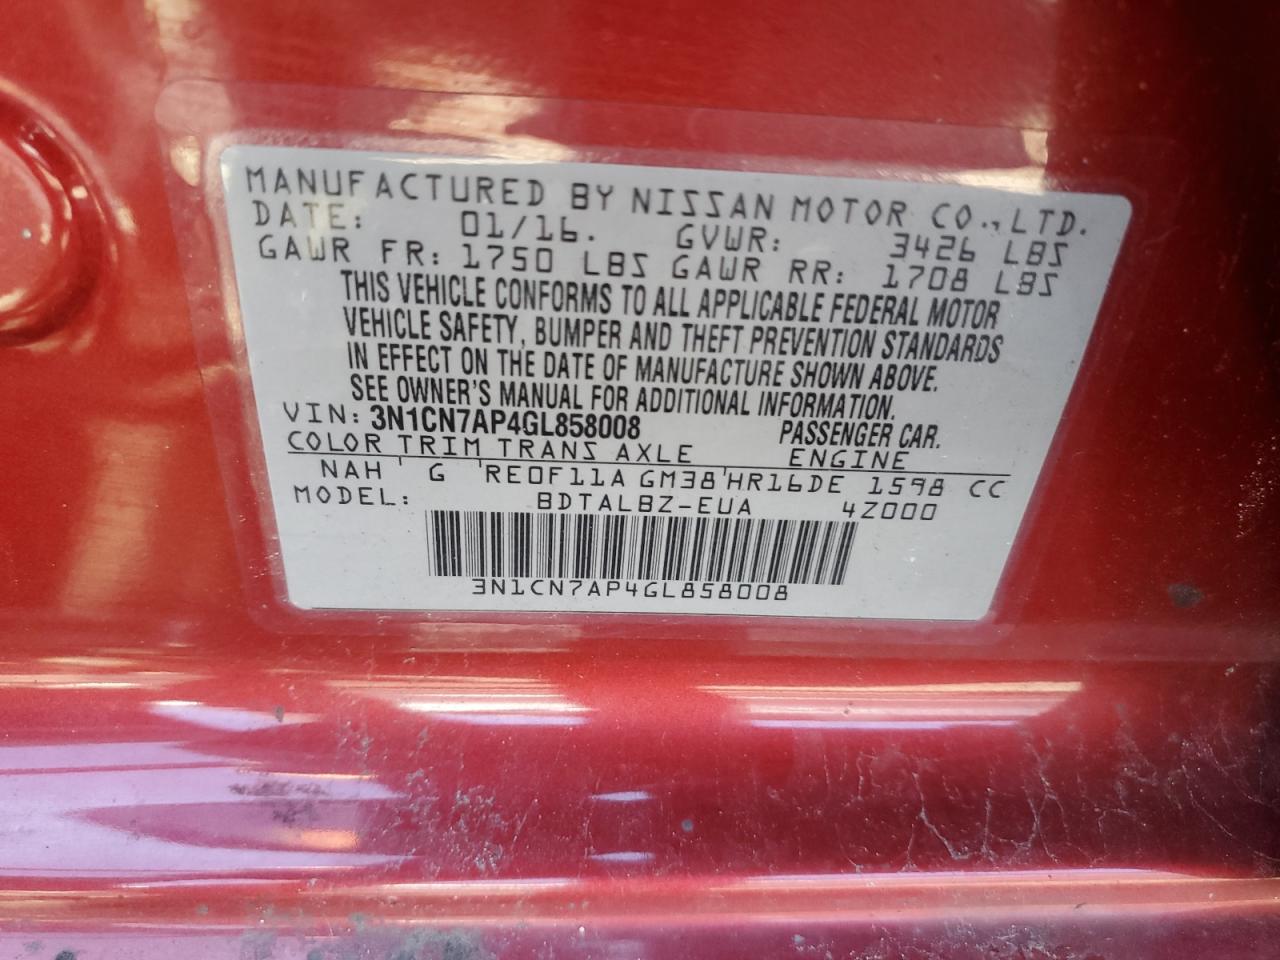 MANUFACTURED BY NISSAN MOTOR CO.,LTD.
DATE: 01/16. GVWR: 3426 LBS
GAWR FR: 1750 LBS GAWR RR: 1708 LBS
THIS VEHICLE CONFORMS TO ALL APPLICABLE FEDERAL MOTOR
VEHICLE SAFETY, BUMPER AND THEFT PREVENTION STANDARDS
IN EFFECT ON THE DATE OF MANUFACTURE SHOWN ABOVE.
SEE OWNER'S MANUAL FOR ADDITIONAL INFORMATION.
VIN: 3N1CN7AP4GL858008 PASSENGER CAR.
COLOR TRIM TRANS AXLE ENGINE
NAH G RE0F11A GM38 HR16DE 1598 CC
MODEL: BDTALBZ-EUA 4Z000
3N1CN7AP4GL858008